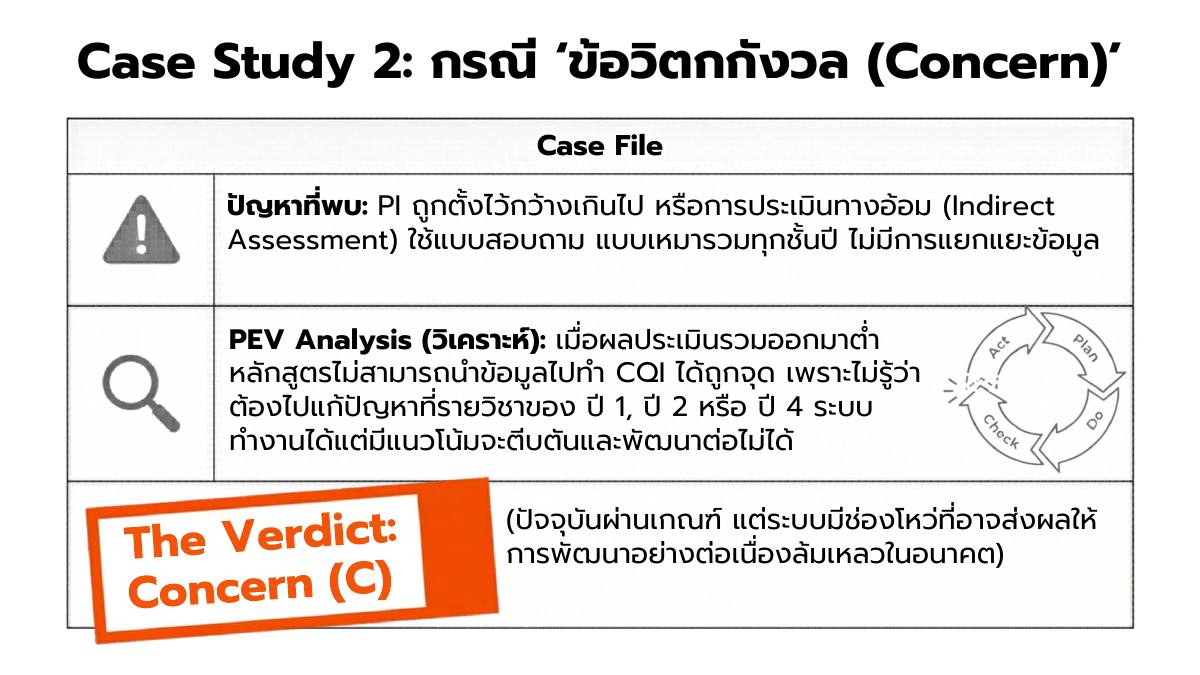 Case Study 2: กรณี ‘ข้อวิตกกังวล (Concern)’
Case File
ปัญหาที่พบ: PI ถูกตั้งไว้กว้างเกินไป หรือการประเมินทางอ้อม (Indirect
Assessment) ใช้แบบสอบถาม แบบเหมารวมทุกชั้นปี ไม่มีการแยกแยะข้อมูล
PEV Analysis (วิเคราะห์): เมื่อผลประเมินรวมออกมาต่ำ
หลักสูตรไม่สามารถนำข้อมูลไปทำ CQI ได้ถูกจุด เพราะไม่รู้ว่า
ต้องไปแก้ปัญหาที่รายวิชาของ ปี 1, ปี 2 หรือ ปี 4 ระบบ
ทำงานได้แต่มีแนวโน้มจะตีบตันและพัฒนาต่อไม่ได้
Act
Plan
Do
Check
The Verdict:
Concern (C)
(ปัจจุบันผ่านเกณฑ์ แต่ระบบมีช่องโหว่ที่อาจส่งผลให้
การพัฒนาอย่างต่อเนื่องล้มเหลวในอนาคต)